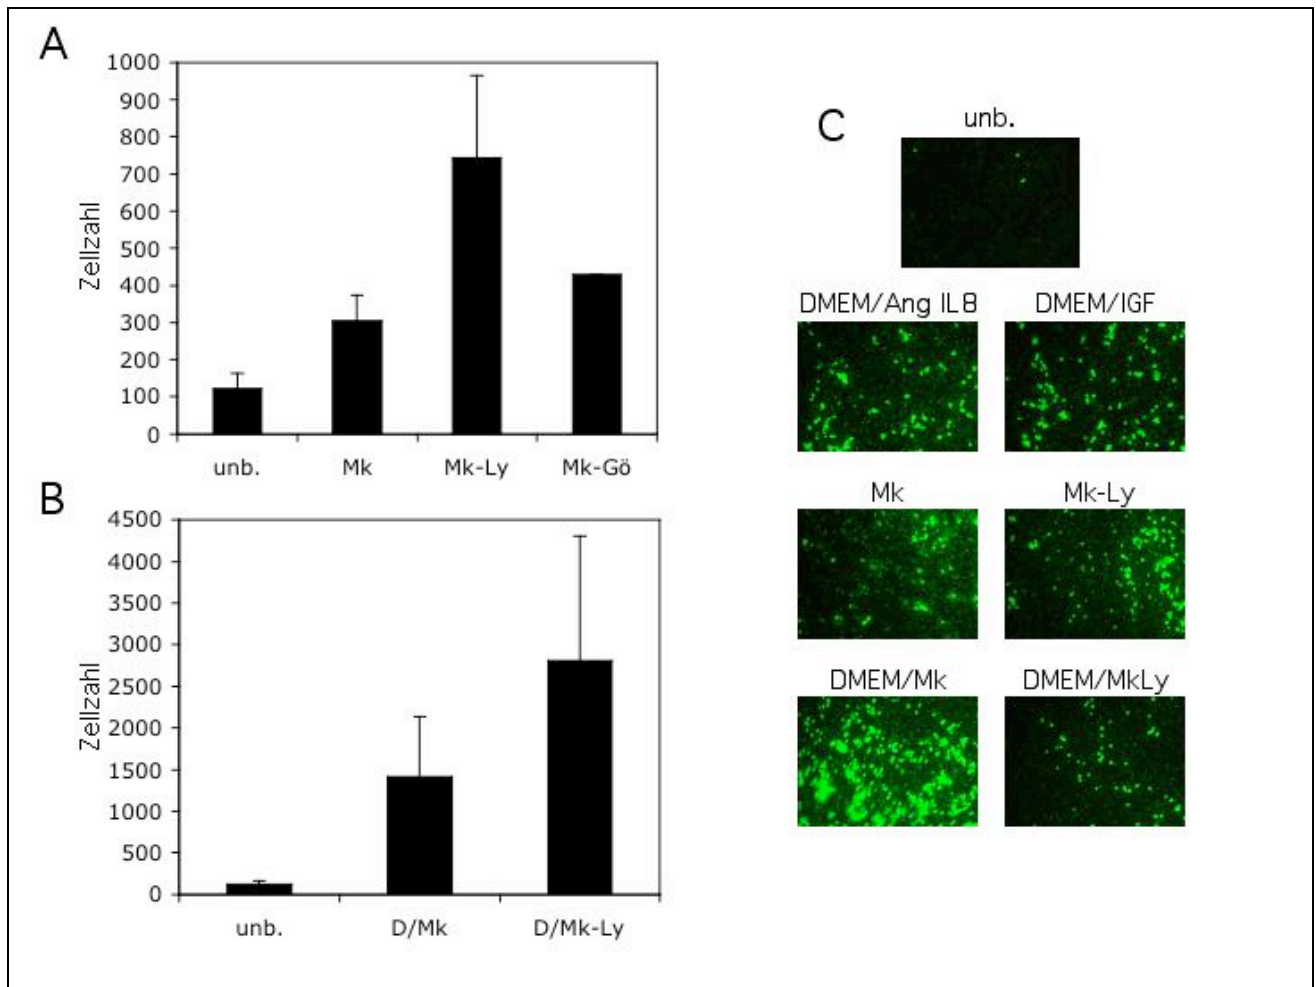 A
1000
900
800
700
600
500
400
300
200
100
0
Zellzahl
unb. Mk Mk-Ly Mk-Gö
B
4500
4000
3500
3000
2500
2000
1500
1000
500
0
Zellzahl
unb. D/Mk D/Mk-Ly
C
unb.
DMEM/Ang IL8 DMEM/IGF
Mk Mk-Ly
DMEM/Mk DMEM/MkLy